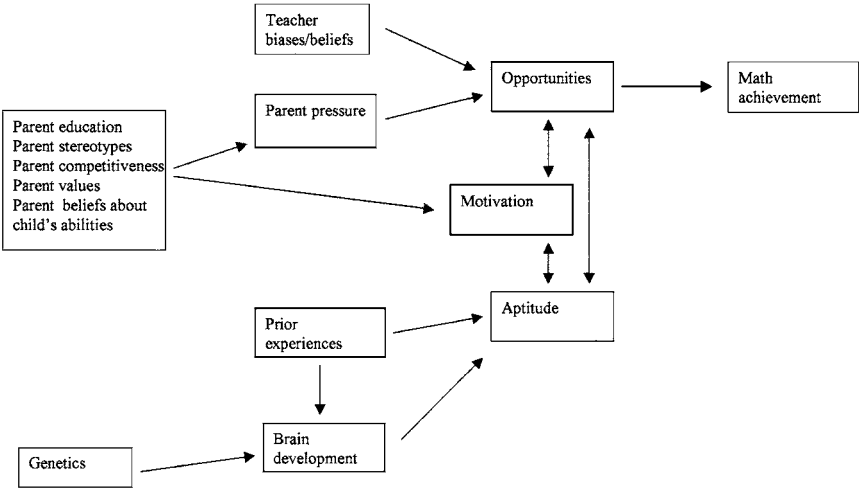 Teacher
biases/beliefs
Opportunities
Math
achievement
Parent pressure
Parent education
Parent stereotypes
Parent competitiveness
Parent values
Parent beliefs about
child's abilities
Motivation
Aptitude
Prior
experiences
Brain
development
Genetics